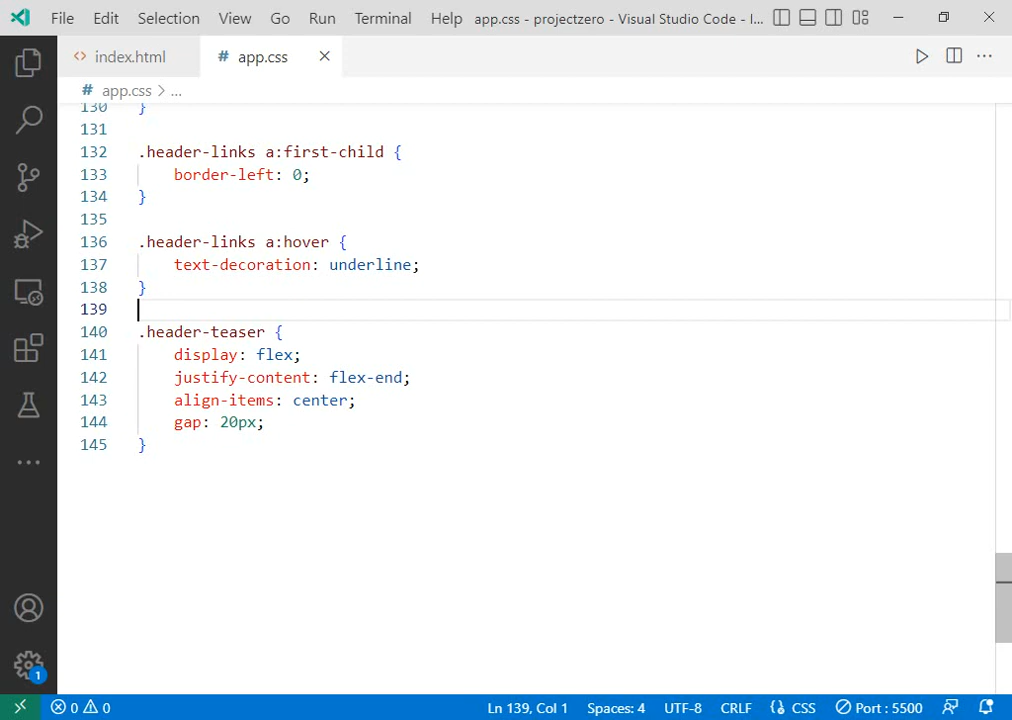 File Edit Selection View Go Run Terminal Help app.css - projectzero - Visual Studio Code - I...
<> index.html # app.css
# app.css > ...
130 }
131
132 .header-links a:first-child {
133     border-left: 0;
134 }
135
136 .header-links a:hover {
137     text-decoration: underline;
138 }
139
140 .header-teaser {
141     display: flex;
142     justify-content: flex-end;
143     align-items: center;
144     gap: 20px;
145 }
1
0 0 Ln 139, Col 1 Spaces: 4 UTF-8 CRLF {} CSS Port : 5500